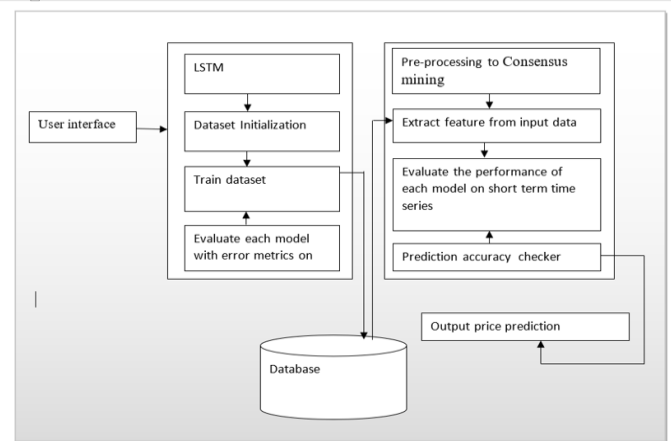 User interface
LSTM
Dataset Initialization
Train dataset
Evaluate each model
with error metrics on
Pre-processing to Consensus
mining
Extract feature from input data
Evaluate the performance of
each model on short term time
series
Prediction accuracy checker
Output price prediction
Database